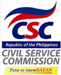 CSC
Republic of the Philippines
CIVIL SERVICE
COMMISSION